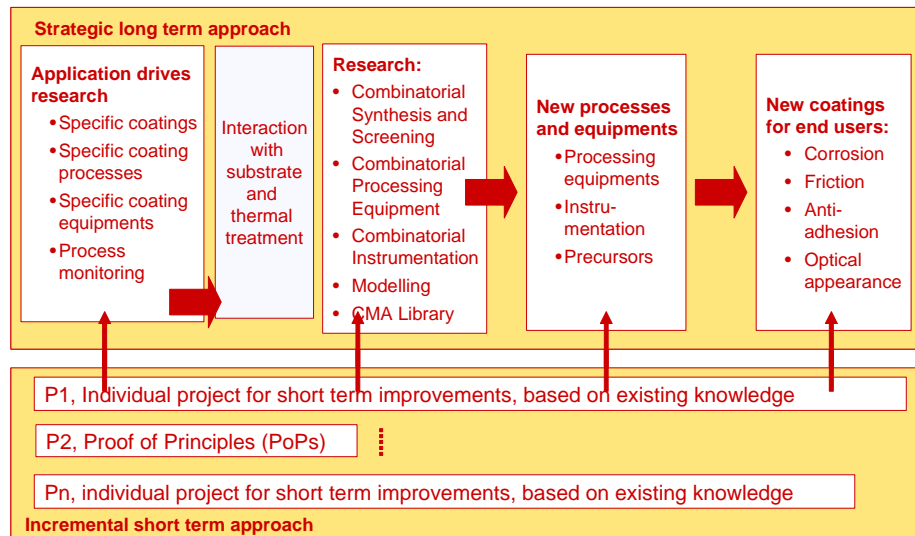 Strategic long term approach
Application drives
research
•Specific coatings
•Specific coating
processes
•Specific coating
equipments
•Process
monitoring
Interaction
with
substrate
and
thermal
treatment
Research:
• Combinatorial
Synthesis and
Screening
• Combinatorial
Processing
Equipment
• Combinatorial
Instrumentation
• Modelling
• CMA Library
New processes
and equipments
•Processing
equipments
•Instru-
mentation
•Precursors
New coatings
for end users:
• Corrosion
• Friction
• Anti-
adhesion
• Optical
appearance
P1, Individual project for short term improvements, based on existing knowledge
P2, Proof of Principles (PoPs)
Pn, individual project for short term improvements, based on existing knowledge
Incremental short term approach